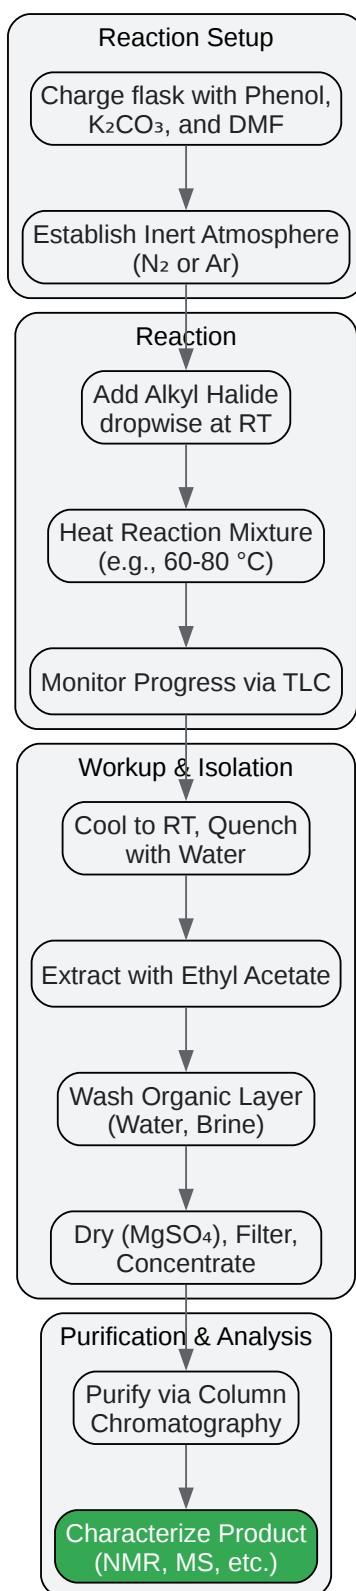 Reaction Setup
Charge flask with Phenol,
K₂CO₃, and DMF
Establish Inert Atmosphere
(N₂ or Ar)
Reaction
Add Alkyl Halide
dropwise at RT
Heat Reaction Mixture
(e.g., 60-80 °C)
Monitor Progress via TLC
Workup & Isolation
Cool to RT, Quench
with Water
Extract with Ethyl Acetate
Wash Organic Layer
(Water, Brine)
Dry (MgSO₄), Filter,
Concentrate
Purification & Analysis
Purify via Column
Chromatography
Characterize Product
(NMR, MS, etc.)